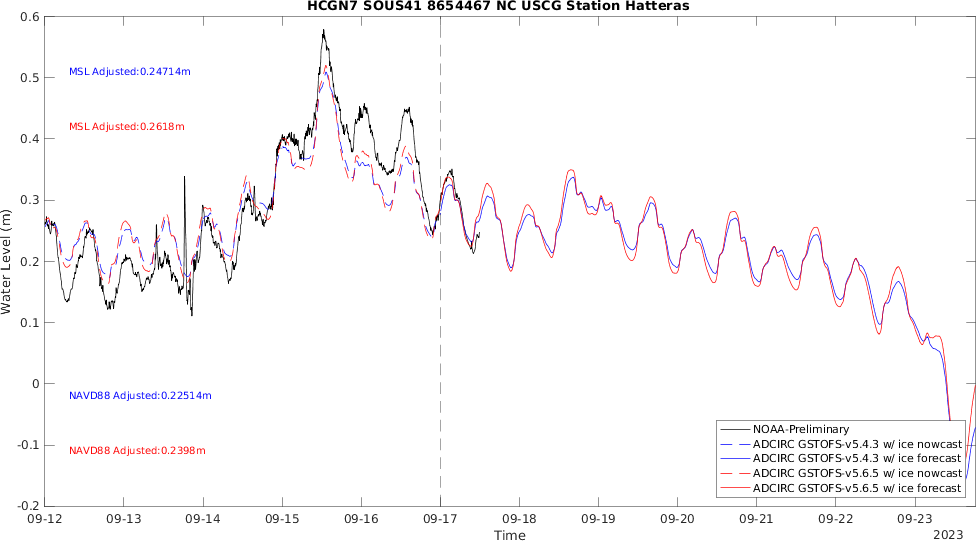 HCGN7 SOUS41 8654467 NC USCG Station Hatteras
0.6
0.5
0.4
0.3
0.2
0.1
0
-0.1
-0.2
Water Level (m)
MSL Adjusted:0.24714m
MSL Adjusted:0.2618m
NAVD88 Adjusted:0.22514m
NAVD88 Adjusted:0.2398m
NOAA-Preliminary
ADCIRC GSTOFS-v5.4.3 w/ ice nowcast
ADCIRC GSTOFS-v5.4.3 w/ ice forecast
ADCIRC GSTOFS-v5.6.5 w/ ice nowcast
ADCIRC GSTOFS-v5.6.5 w/ ice forecast
09-12 09-13 09-14 09-15 09-16 09-17 09-18 09-19 09-20 09-21 09-22 09-23
Time
2023